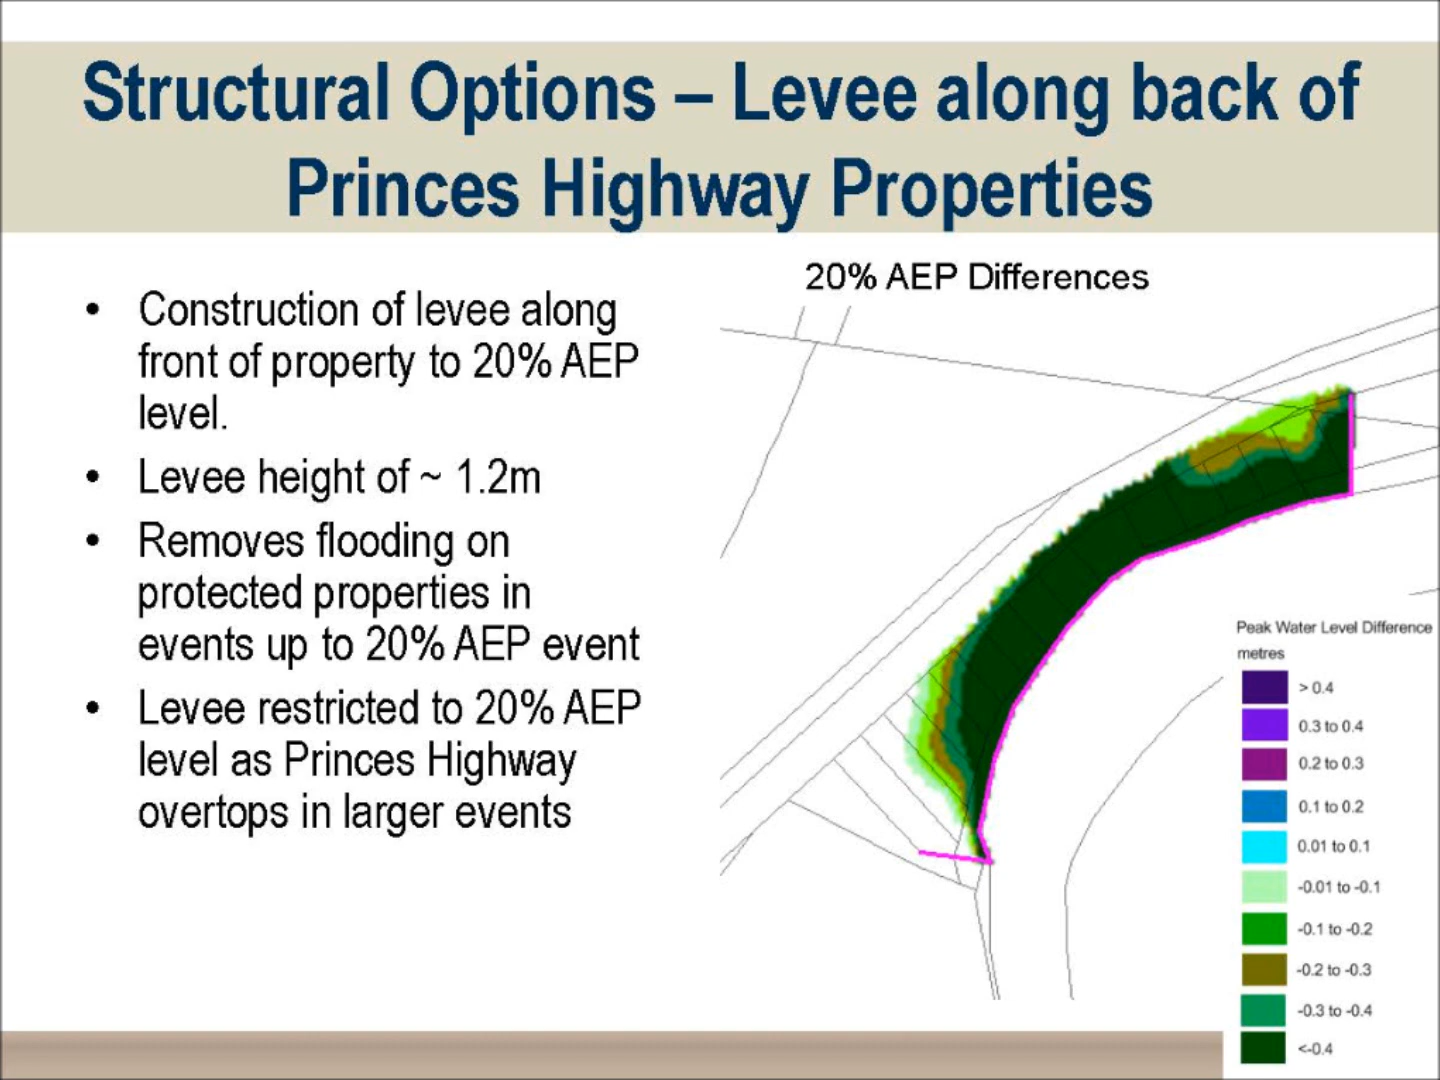 Structural Options – Levee along back of
Princes Highway Properties
• Construction of levee along
front of property to 20% AEP
level.
• Levee height of ~ 1.2m
• Removes flooding on
protected properties in
events up to 20% AEP event
• Levee restricted to 20% AEP
level as Princes Highway
overtops in larger events
20% AEP Differences
Peak Water Level Difference
metres
> 0.4
0.3 to 0.4
0.2 to 0.3
0.1 to 0.2
0.01 to 0.1
-0.01 to -0.1
-0.1 to -0.2
-0.2 to -0.3
-0.3 to -0.4
<-0.4